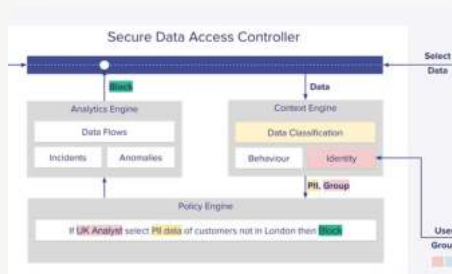 Secure Data Access Controller
Select
Data
Block
Data
Analytics Engine
Context Engine
Data Flows
Data Classification
Incidents
Anomalies
Behaviour
Identity
PII, Group
Policy Engine
If UK Analyst select PII data of customers not in London then Block
User
Grou